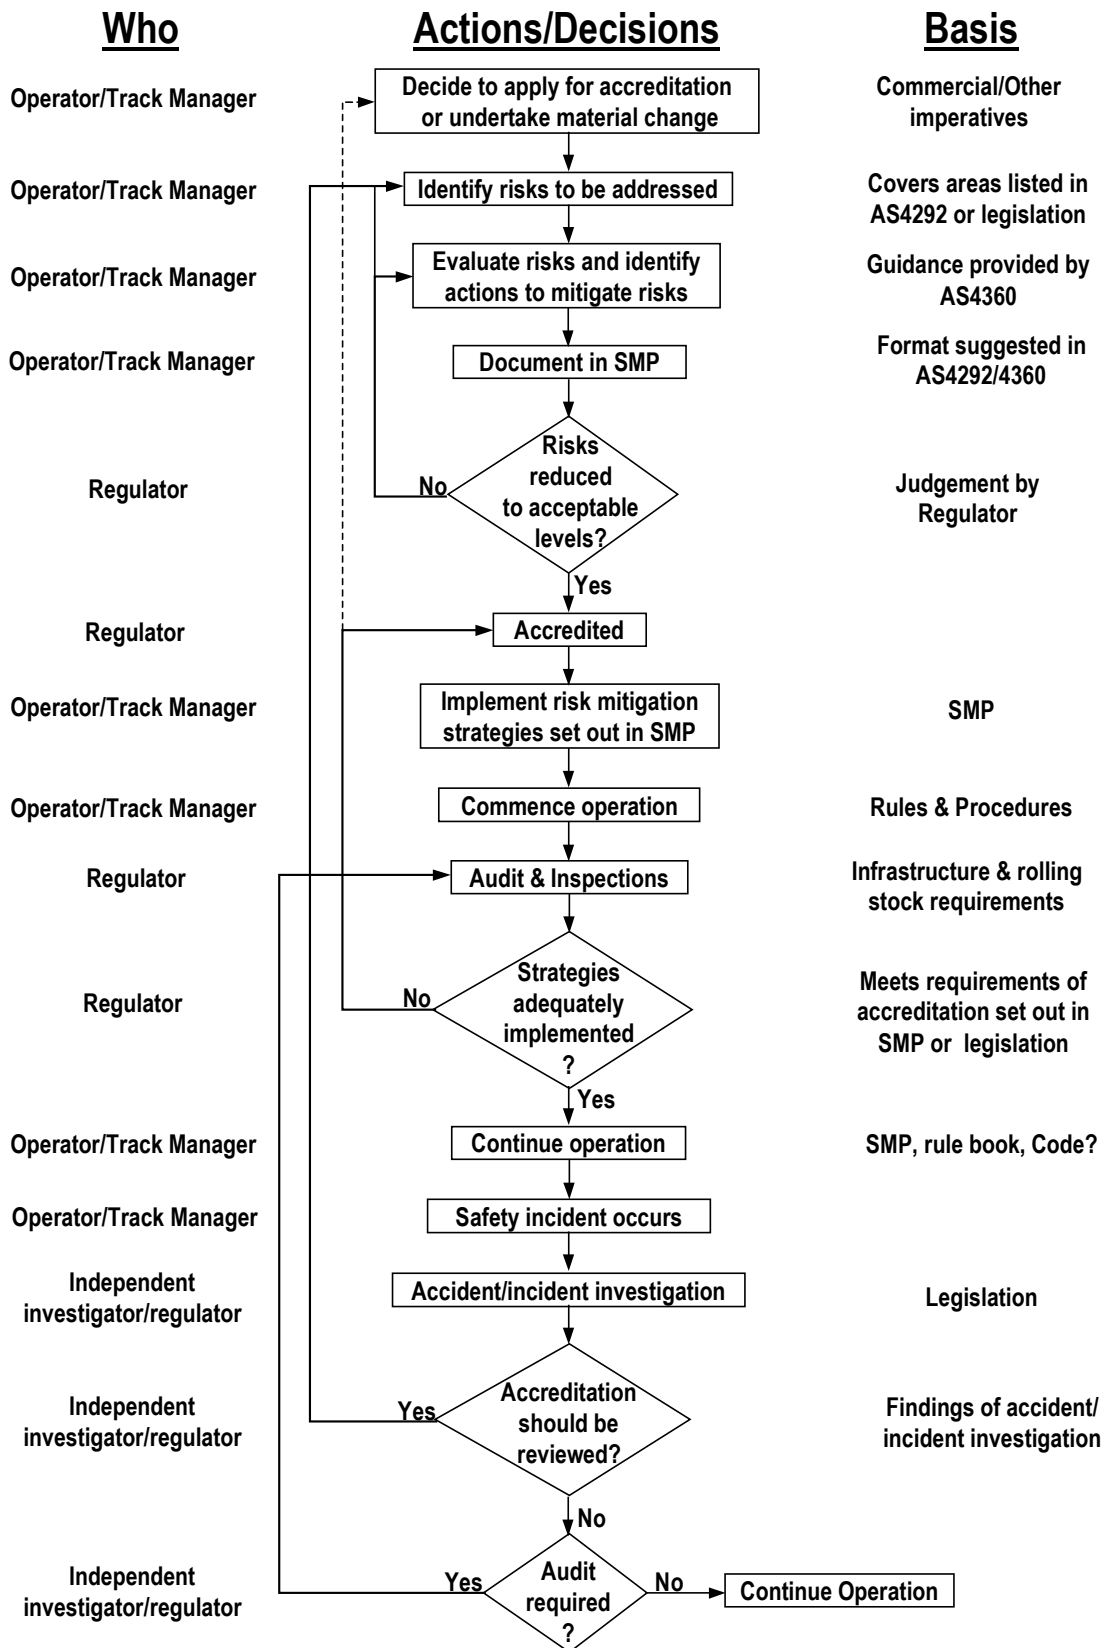 Who
Actions/Decisions
Basis
Operator/Track Manager
Decide to apply for accreditation
or undertake material change
Commercial/Other
imperatives
Operator/Track Manager
Identify risks to be addressed
Covers areas listed in
AS4292 or legislation
Operator/Track Manager
Evaluate risks and identify
actions to mitigate risks
Guidance provided by
AS4360
Operator/Track Manager
Document in SMP
Format suggested in
AS4292/4360
Regulator
No
Risks
reduced
to acceptable
levels?
Judgement by
Regulator
Yes
Regulator
Accredited
Operator/Track Manager
Implement risk mitigation
strategies set out in SMP
SMP
Operator/Track Manager
Commence operation
Rules & Procedures
Regulator
Audit & Inspections
Infrastructure & rolling
stock requirements
Regulator
No
Strategies
adequately
implemented
?
Meets requirements of
accreditation set out in
SMP or legislation
Yes
Operator/Track Manager
Continue operation
SMP, rule book, Code?
Operator/Track Manager
Safety incident occurs
Independent
investigator/regulator
Accident/incident investigation
Legislation
Independent
investigator/regulator
Yes
Accreditation
should be
reviewed?
Findings of accident/
incident investigation
No
Independent
investigator/regulator
Yes
Audit
required
?
No
Continue Operation